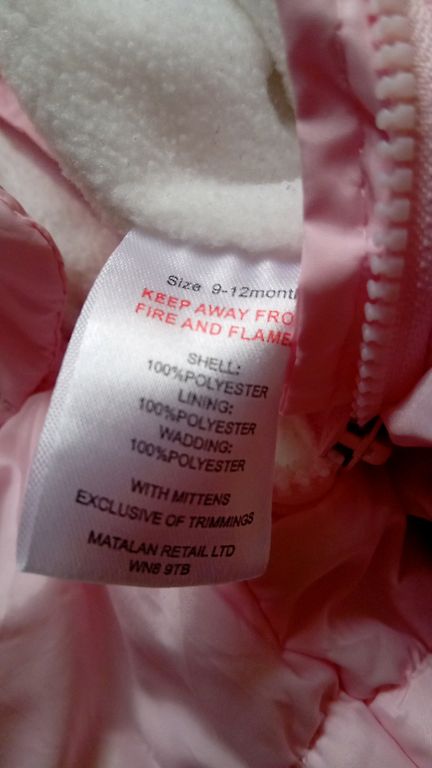 Size 9-12month
KEEP AWAY FRO
FIRE AND FLAME
SHELL:
100%POLYESTER
LINING:
100%POLYESTER
WADDING:
100%POLYESTER
WITH MITTENS
EXCLUSIVE OF TRIMMINGS
MATALAN RETAIL LTD
WN8 9TB